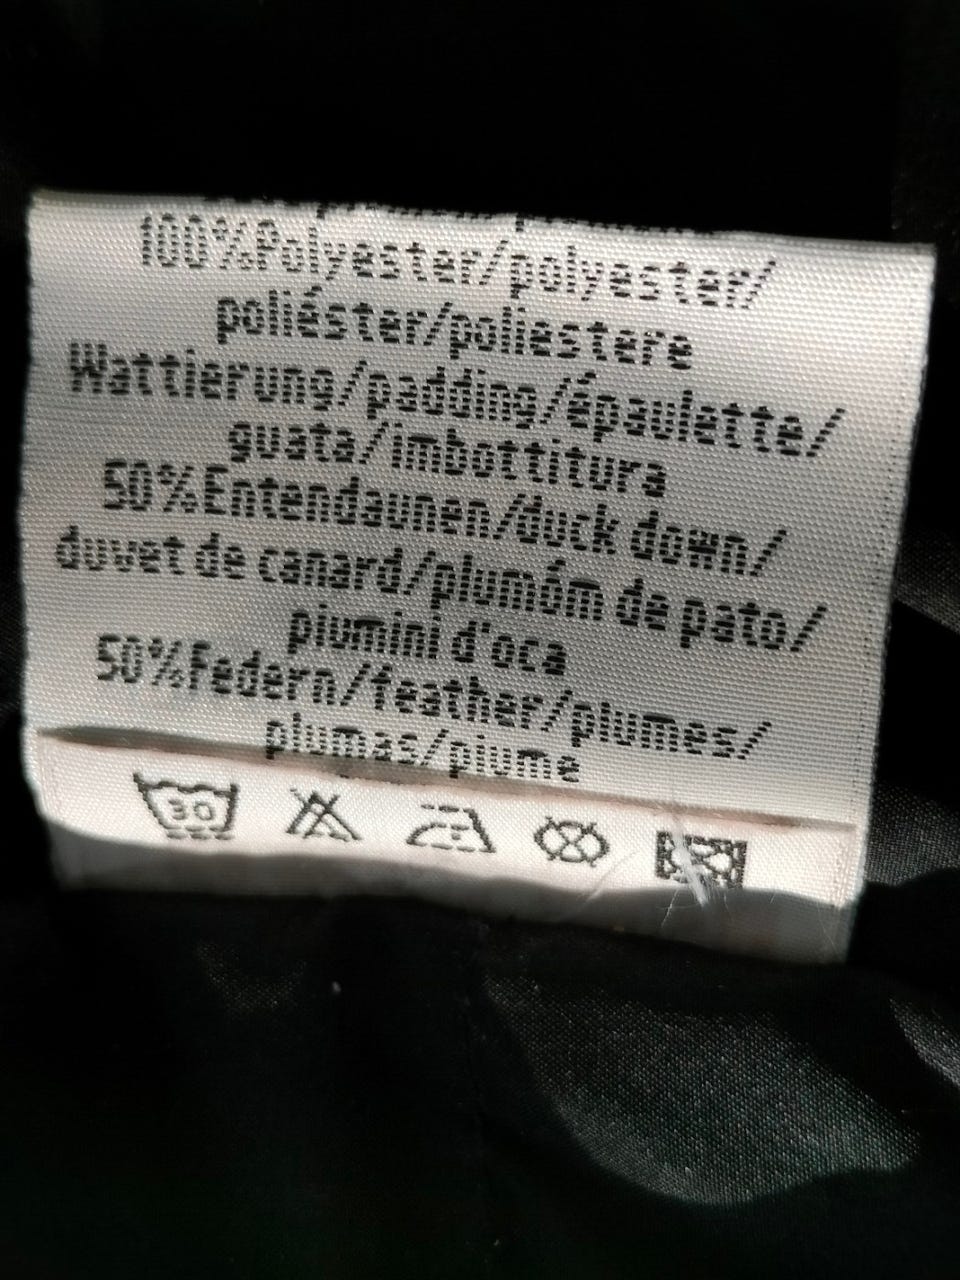 100%Polyester/polyester/
poliéster/poliestere
Wattierung/padding/épaulette/
guata/imbottitura
50%Entendaunen/duck down/
duvet de canard/plumóm de pato/
piumini d'oca
50%Federn/feather/plumes/
plumas/piume
30